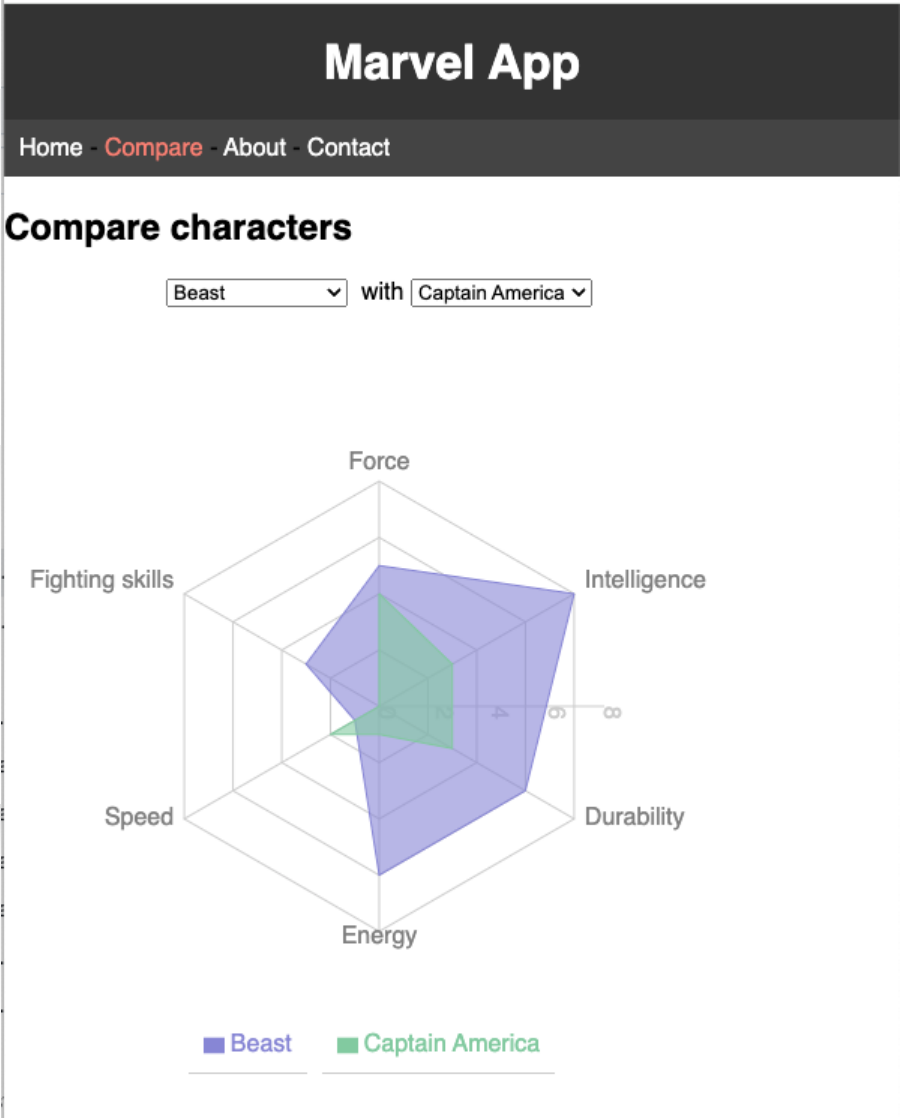 Marvel App
Home - Compare - About - Contact
Compare characters
Beast with Captain America
Force
Fighting skills Intelligence
0 2 4 6 8
Speed Durability
Energy
Beast Captain America